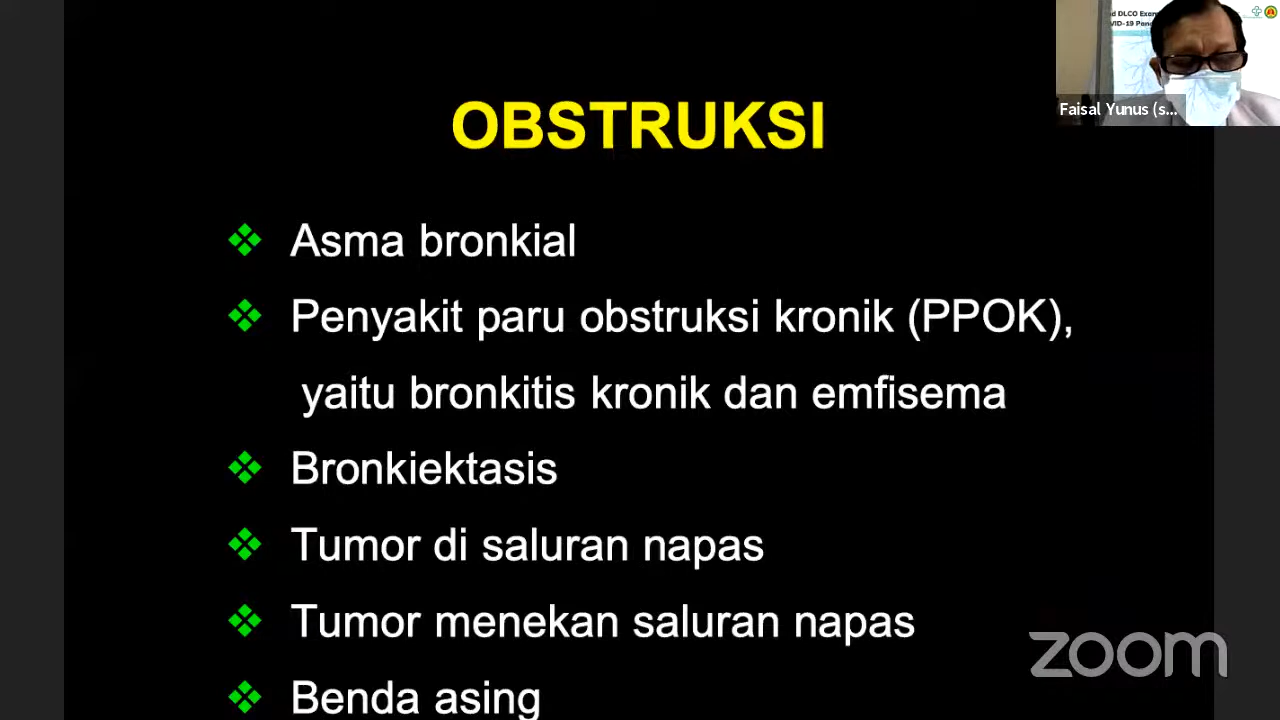 OBSTRUKSI
Asma bronkial
Penyakit paru obstruksi kronik (PPOK),
yaitu bronkitis kronik dan emfisema
Bronkiektasis
Tumor di saluran napas
Tumor menekan saluran napas
Benda asing
DLCO
Faisal Yunus (s...
zoom